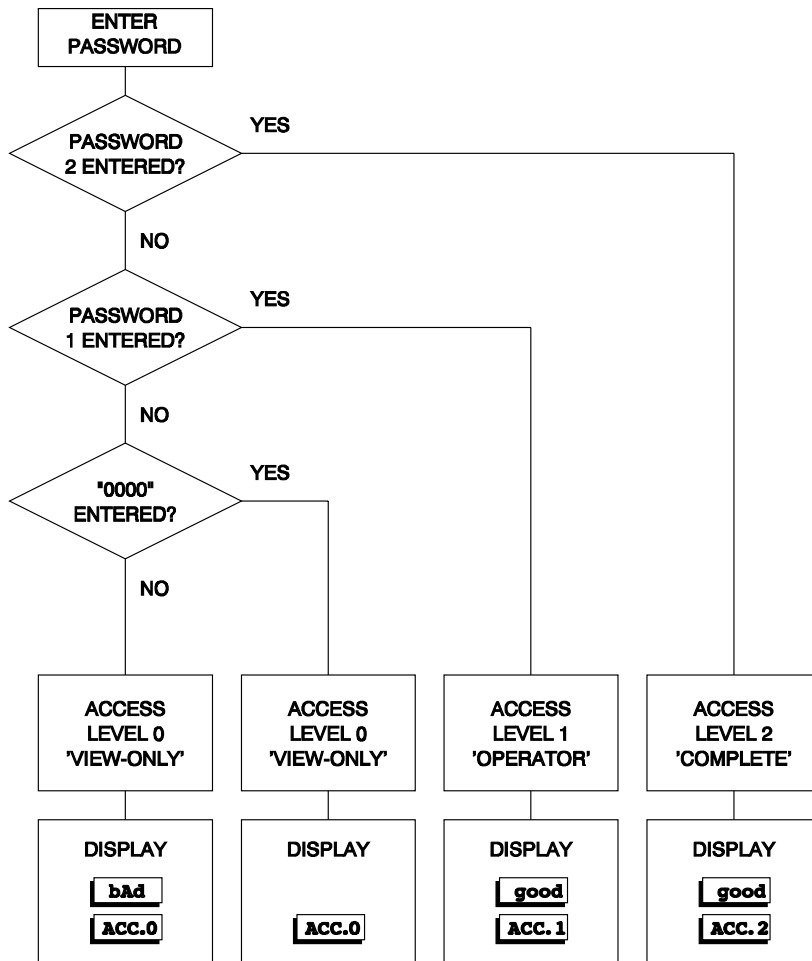 ENTER
PASSWORD
YES
PASSWORD
2 ENTERED?
NO
YES
PASSWORD
1 ENTERED?
NO
YES
"0000"
ENTERED?
NO
ACCESS
LEVEL 0
'VIEW-ONLY'
ACCESS
LEVEL 0
'VIEW-ONLY'
ACCESS
LEVEL 1
'OPERATOR'
ACCESS
LEVEL 2
'COMPLETE'
DISPLAY
bAd
ACC.0
DISPLAY
ACC.0
DISPLAY
good
ACC.1
DISPLAY
good
ACC.2